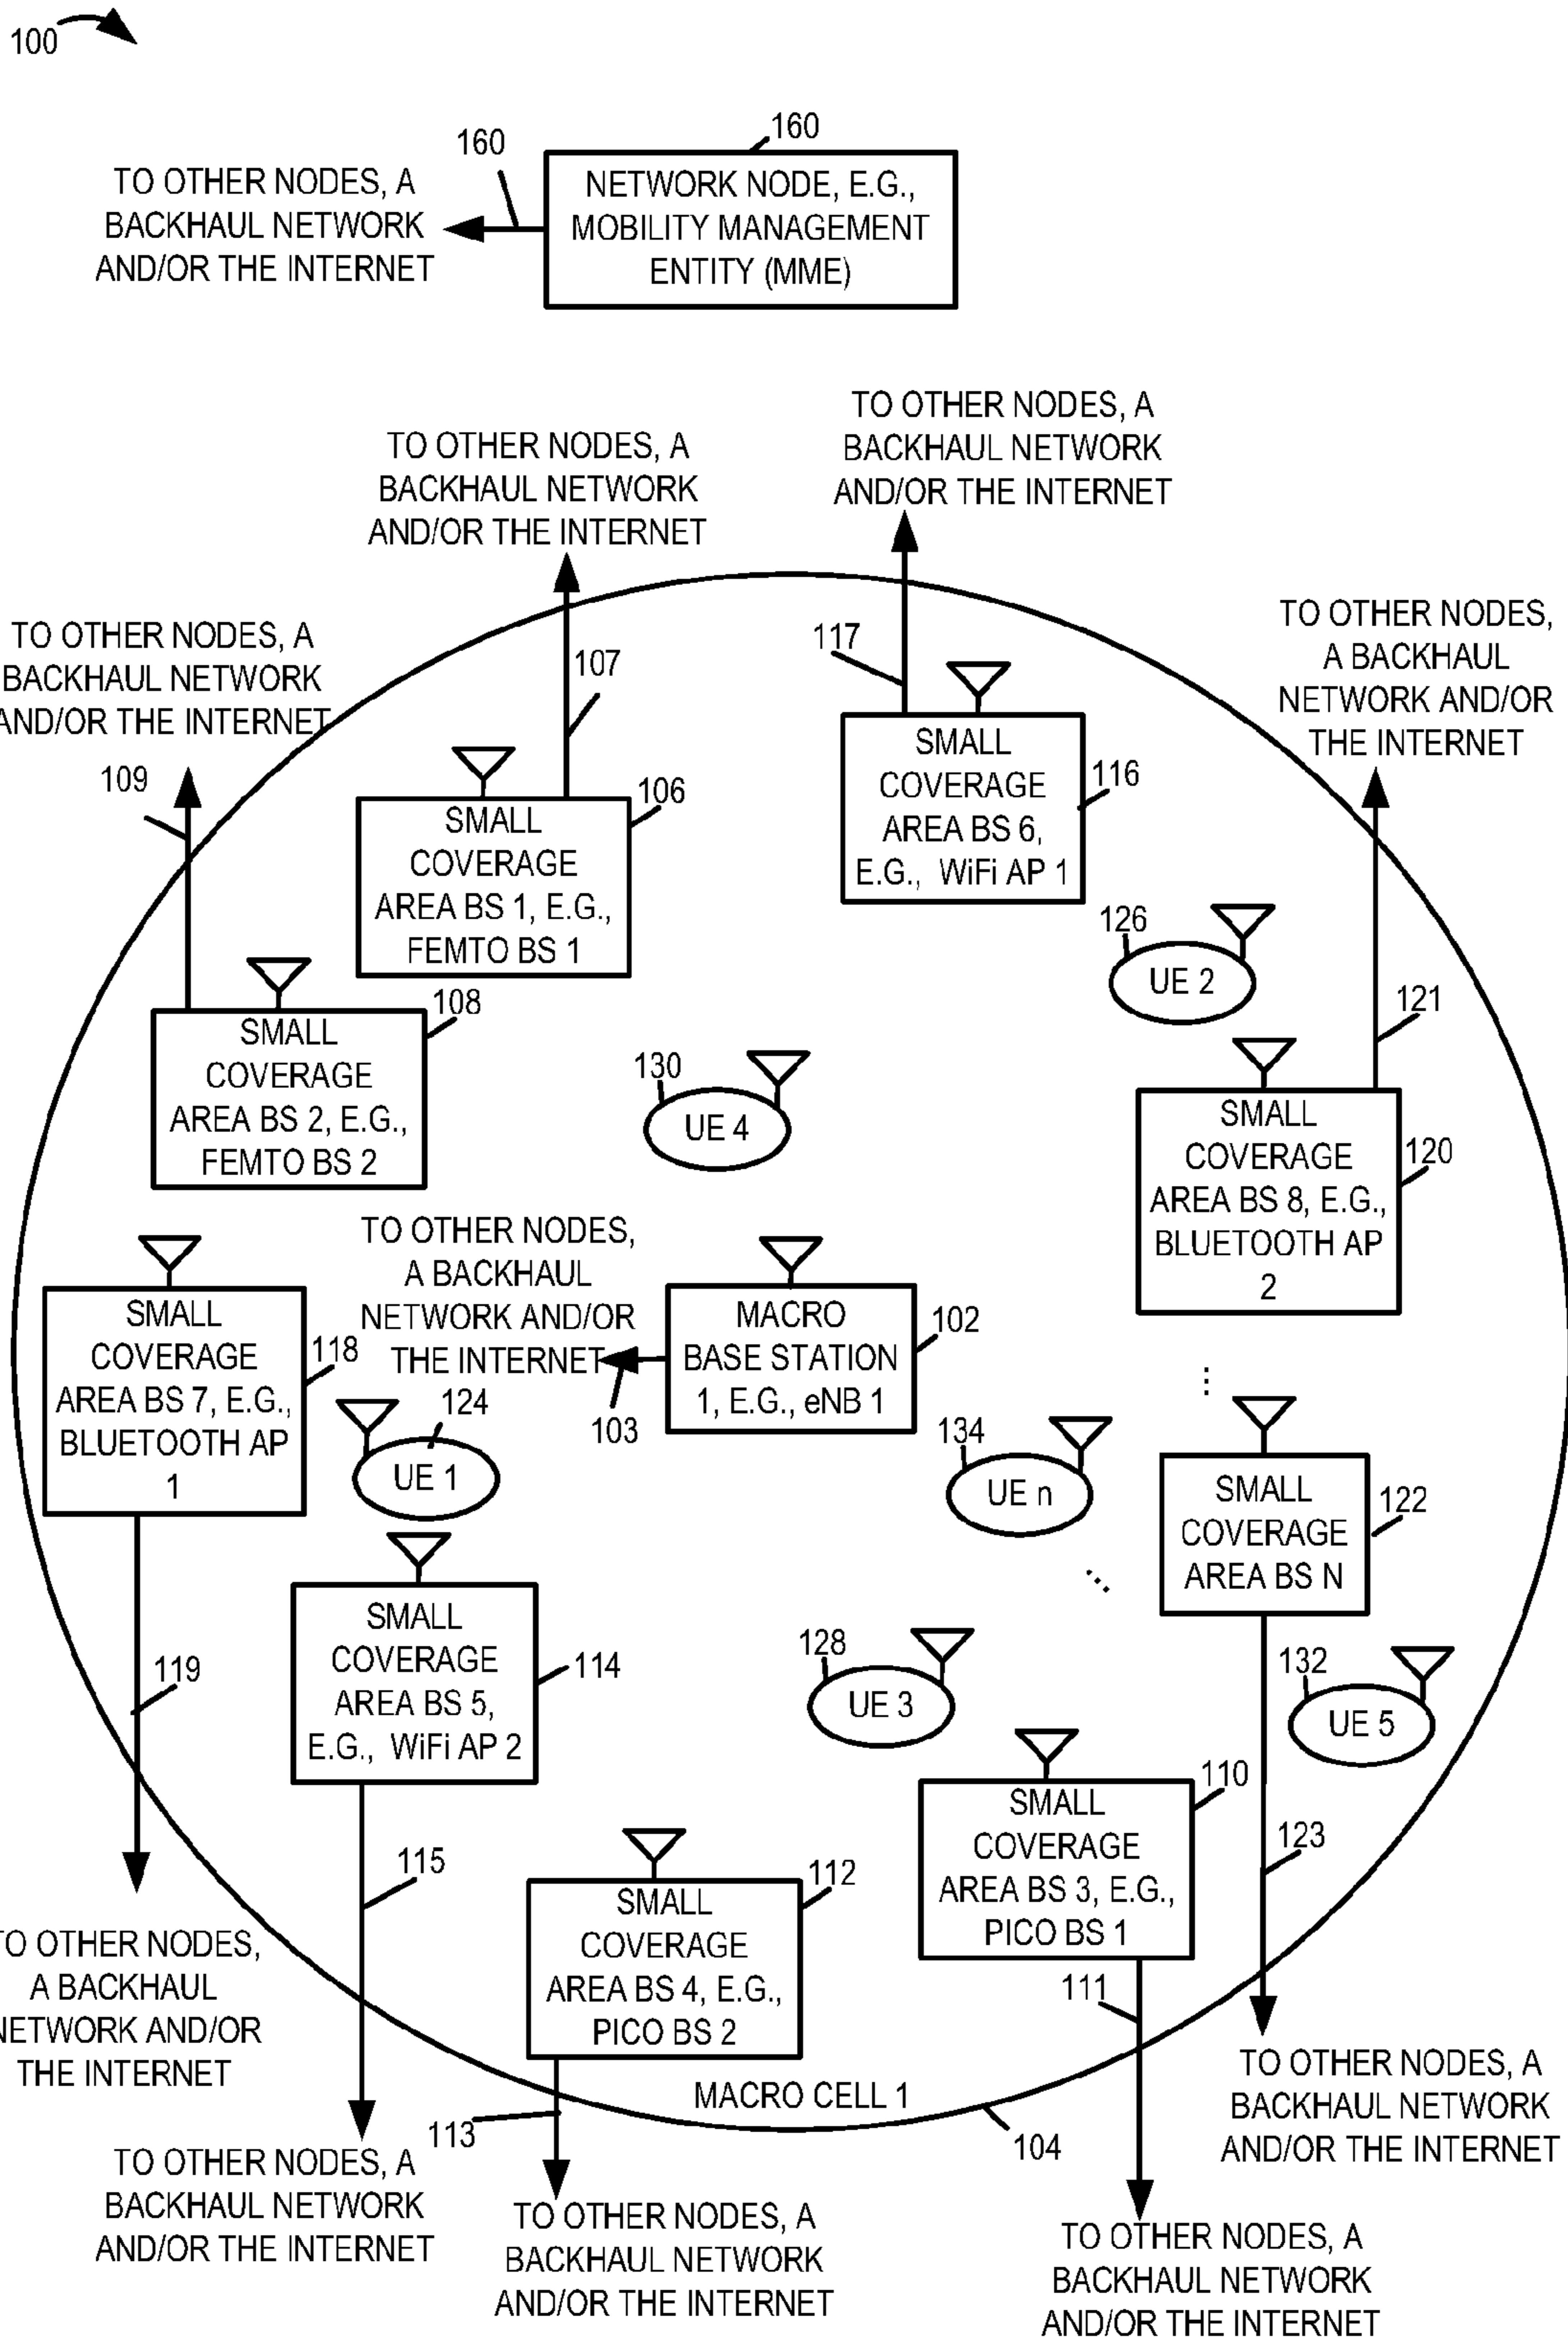 100
160
160
TO OTHER NODES, A
BACKHAUL NETWORK
AND/OR THE INTERNET
NETWORK NODE, E.G.,
MOBILITY MANAGEMENT
ENTITY (MME)
TO OTHER NODES, A
BACKHAUL NETWORK
AND/OR THE INTERNET
TO OTHER NODES, A
BACKHAUL NETWORK
AND/OR THE INTERNET
TO OTHER NODES, A
BACKHAUL NETWORK
AND/OR THE INTERNET
TO OTHER NODES,
A BACKHAUL
NETWORK AND/OR
THE INTERNET
109
107
117
SMALL
COVERAGE
AREA BS 1, E.G.,
FEMTO BS 1
106
SMALL
COVERAGE
AREA BS 6,
E.G., WiFi AP 1
116
126
UE 2
121
SMALL
COVERAGE
AREA BS 2, E.G.,
FEMTO BS 2
108
130
UE 4
SMALL
COVERAGE
AREA BS 8, E.G.,
BLUETOOTH AP
2
120
TO OTHER NODES,
A BACKHAUL
NETWORK AND/OR
THE INTERNET
103
MACRO
BASE STATION
1, E.G., eNB 1
102
SMALL
COVERAGE
AREA BS 7, E.G.,
BLUETOOTH AP
1
118
124
UE 1
134
UE n
...
...
SMALL
COVERAGE
AREA BS N
122
119
SMALL
COVERAGE
AREA BS 5,
E.G., WiFi AP 2
114
128
UE 3
132
UE 5
115
SMALL
COVERAGE
AREA BS 4, E.G.,
PICO BS 2
112
SMALL
COVERAGE
AREA BS 3, E.G.,
PICO BS 1
110
123
111
TO OTHER NODES,
A BACKHAUL
NETWORK AND/OR
THE INTERNET
113
MACRO CELL 1
104
TO OTHER NODES, A
BACKHAUL NETWORK
AND/OR THE INTERNET
TO OTHER NODES, A
BACKHAUL NETWORK
AND/OR THE INTERNET
TO OTHER NODES, A
BACKHAUL NETWORK
AND/OR THE INTERNET
TO OTHER NODES, A
BACKHAUL NETWORK
AND/OR THE INTERNET